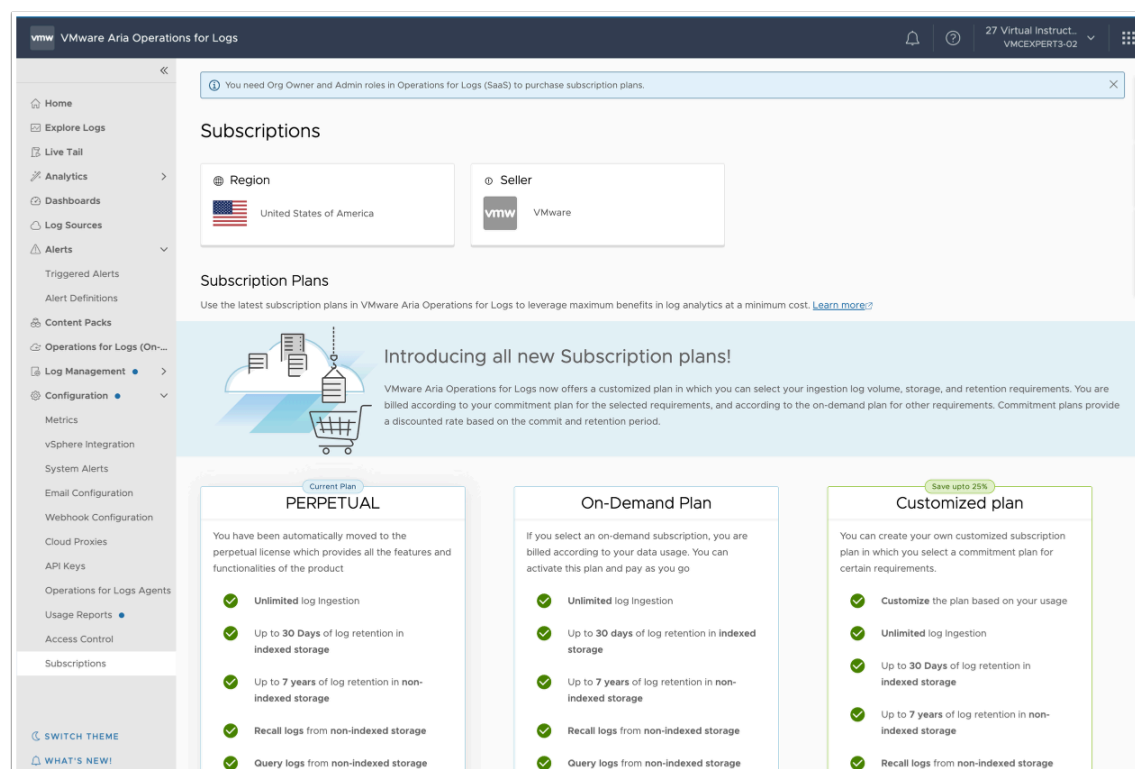 vmw VMware Aria Operations for Logs
27 Virtual Instruct...
VMCEXPERT3-02
Home
Explore Logs
Live Tail
Analytics
Dashboards
Log Sources
Alerts
Triggered Alerts
Alert Definitions
Content Packs
Operations for Logs (On-...
Log Management
Configuration
Metrics
vSphere Integration
System Alerts
Email Configuration
Webhook Configuration
Cloud Proxies
API Keys
Operations for Logs Agents
Usage Reports
Access Control
Subscriptions
SWITCH THEME
WHAT'S NEW!
You need Org Owner and Admin roles in Operations for Logs (SaaS) to purchase subscription plans.
Subscriptions
Region
United States of America
Seller
vmw VMware
Subscription Plans
Use the latest subscription plans in VMware Aria Operations for Logs to leverage maximum benefits in log analytics at a minimum cost. Learn more
Introducing all new Subscription plans!
VMware Aria Operations for Logs now offers a customized plan in which you can select your ingestion log volume, storage, and retention requirements. You are
billed according to your commitment plan for the selected requirements, and according to the on-demand plan for other requirements. Commitment plans provide
a discounted rate based on the commit and retention period.
Current Plan
PERPETUAL
You have been automatically moved to the
perpetual license which provides all the features and
functionalities of the product
Unlimited log Ingestion
Up to 30 Days of log retention in
indexed storage
Up to 7 years of log retention in non-
indexed storage
Recall logs from non-indexed storage
Query logs from non-indexed storage
On-Demand Plan
If you select an on-demand subscription, you are
billed according to your data usage. You can
activate this plan and pay as you go
Unlimited log Ingestion
Up to 30 days of log retention in indexed
storage
Up to 7 years of log retention in non-
indexed storage
Recall logs from non-indexed storage
Query logs from non-indexed storage
Save upto 25%
Customized plan
You can create your own customized subscription
plan in which you select a commitment plan for
certain requirements.
Customize the plan based on your usage
Unlimited log Ingestion
Up to 30 Days of log retention in
indexed storage
Up to 7 years of log retention in non-
indexed storage
Recall logs from non-indexed storage